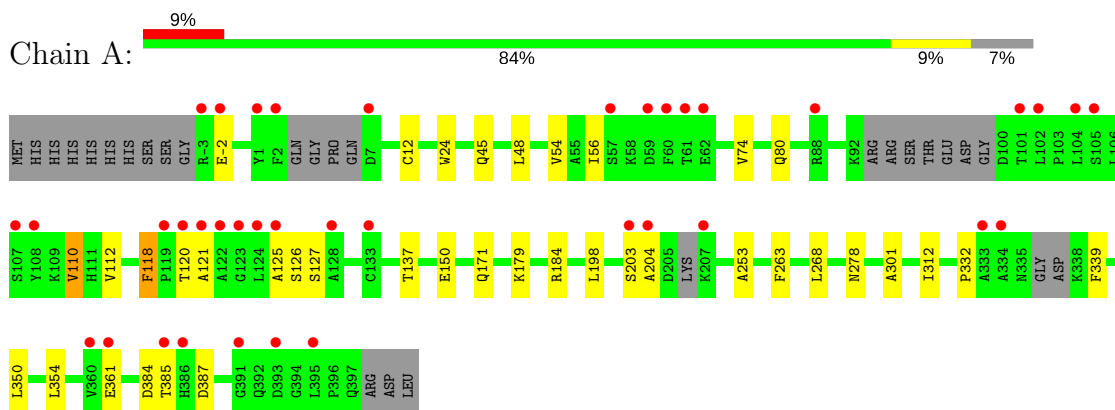 9%
Chain A:
84% 9% 7%
MET HIS HIS HIS HIS HIS HIS SER SER GLY R-3 E-2 Y1 F2 GLN GLY PRO GLN D7 C12 W24 Q45 L48 V54 A55 I56 S57 K58 D59 F60 T61 E62 V74 Q80 R88 K92 ARG ARG SER THR GLU ASP GLY D100 T101 L102 P103 L104 S105 L106
S107 Y108 K109 V110 H111 V112 F118 P119 T120 A121 A122 G123 L124 A125 S126 S127 A128 C133 T137 E150 Q171 K179 R184 L198 S203 A204 D205 LYS K207 A253 F263 L268 N278 A301 I312 P332 A333 A334 N335 GLY ASP K338 F339
L350 L354 V360 E361 D384 T385 H386 D387 G391 Q392 D393 G394 L395 P396 Q397 ARG ASP LEU